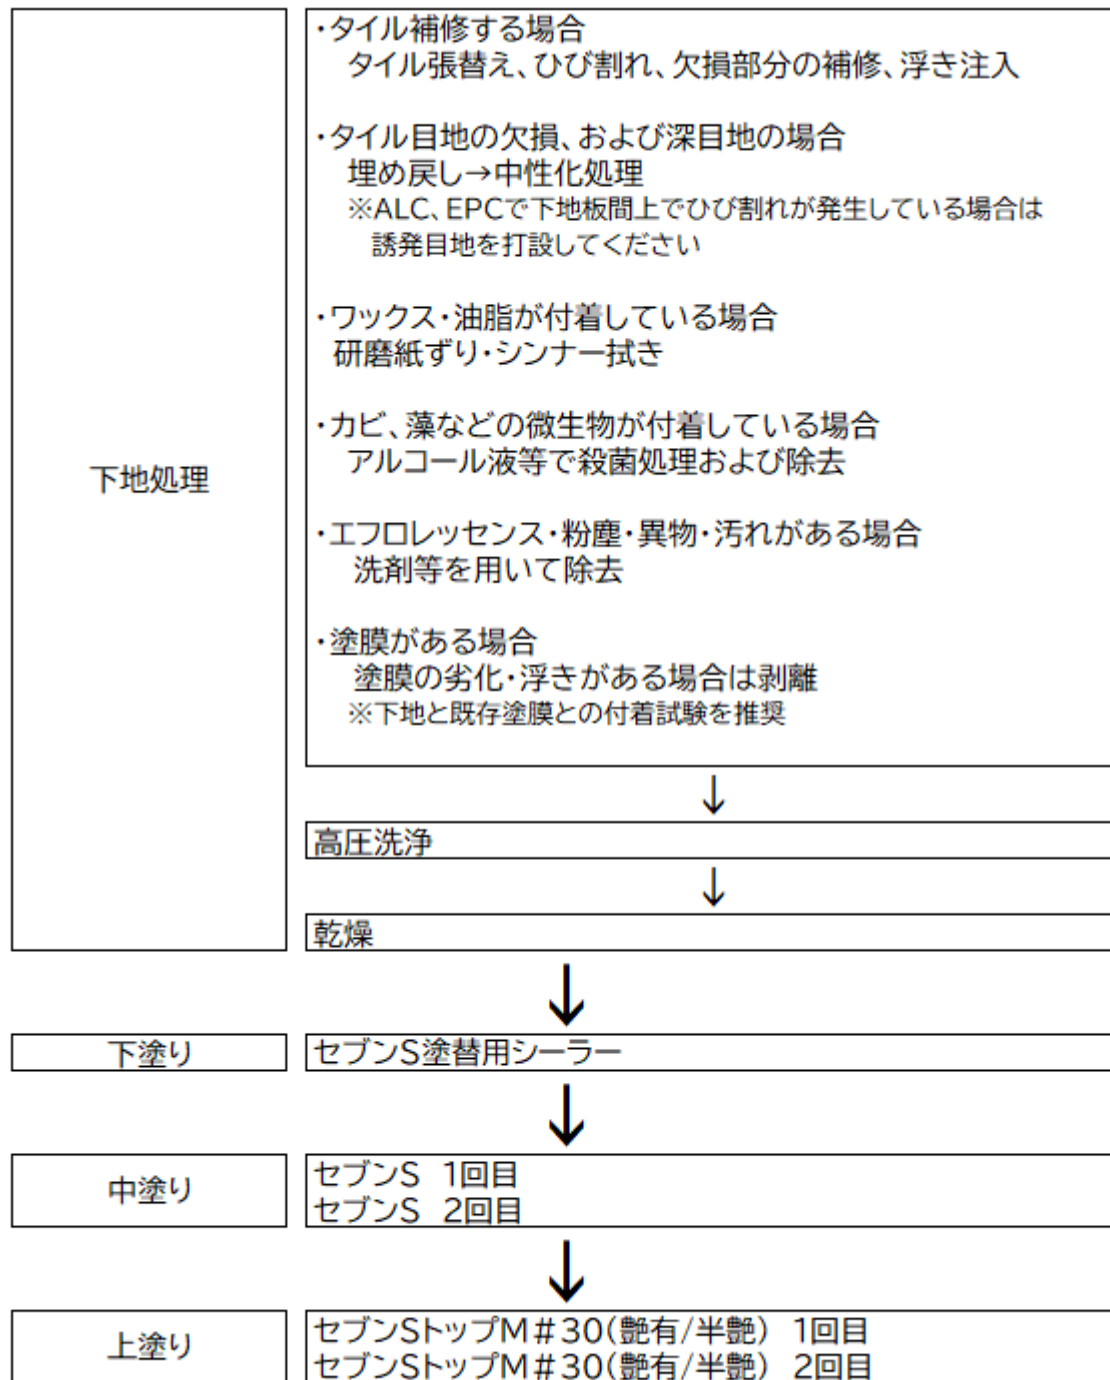 下地処理
・タイル補修する場合
タイル張替え、ひび割れ、欠損部分の補修、浮き注入
・タイル目地の欠損、および深目地の場合
埋め戻し→中性化処理
※ALC、EPCで下地板間上でひび割れが発生している場合は
誘発目地を打設してください
・ワックス・油脂が付着している場合
研磨紙ずり・シンナー拭き
・カビ、藻などの微生物が付着している場合
アルコール液等で殺菌処理および除去
・エフロレッセンス・粉塵・異物・汚れがある場合
洗剤等を用いて除去
・塗膜がある場合
塗膜の劣化・浮きがある場合は剥離
※下地と既存塗膜との付着試験を推奨
↓
高圧洗浄
↓
乾燥
↓
下塗り
セブンS塗替用シーラー
↓
中塗り
セブンS 1回目
セブンS 2回目
↓
上塗り
セブンSトップM＃30(艶有/半艶) 1回目
セブンSトップM＃30(艶有/半艶) 2回目